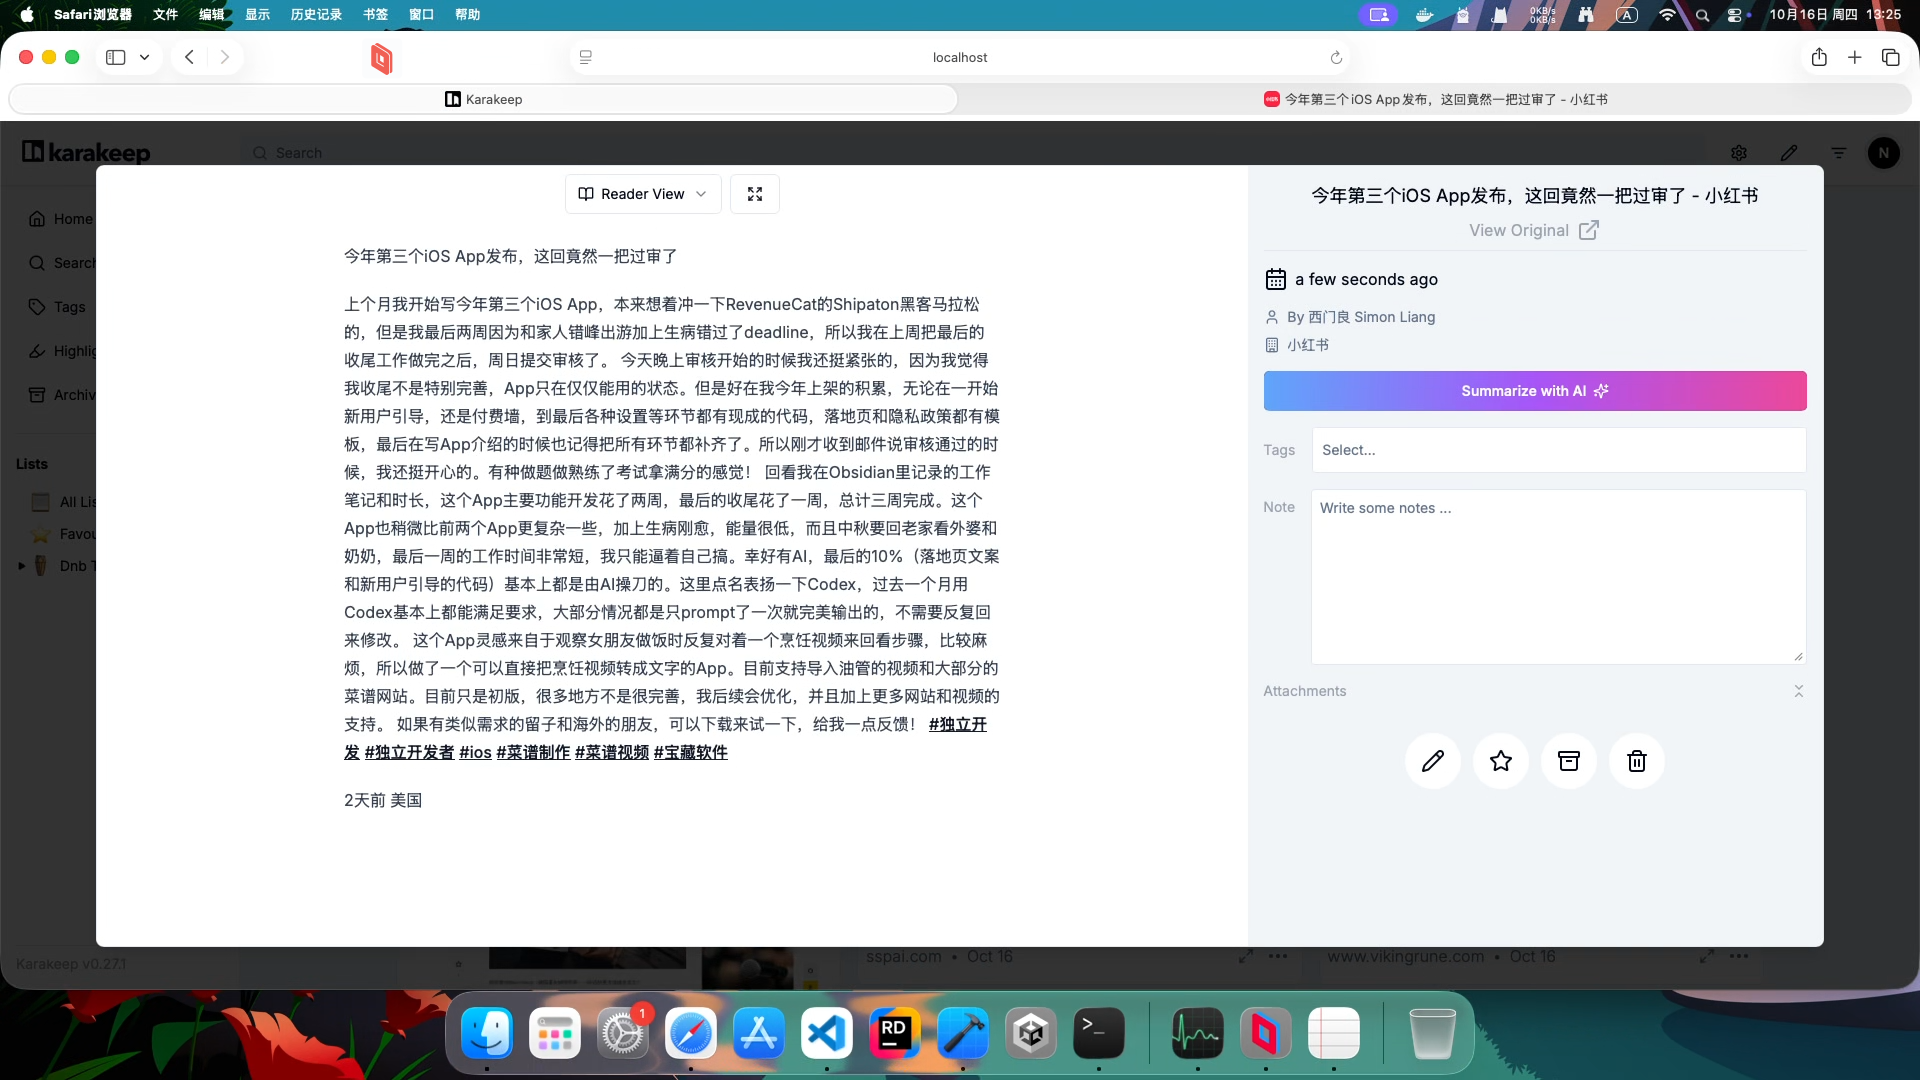 Safari浏览器 文件 编辑 显示 历史记录 书签 窗口 帮助
0KB/s
0KB/s
A
10月16日 周四 13:25
localhost
Karakeep
今年第三个iOS App发布，这回竟然一把过审了 - 小红书
karakeep
Search
N
Home
Search
Tags
Highlig
Archiv
Lists
All Lis
Favou
Dnb T
Karakeep v0.27.1
Reader View
今年第三个iOS App发布，这回竟然一把过审了
上个月我开始写今年第三个iOS App，本来想着冲一下RevenueCat的Shipaton黑客马拉松
的，但是我最后两周因为和家人错峰出游加上生病错过了deadline，所以我在上周把最后的
收尾工作做完之后，周日提交审核了。 今天晚上审核开始的时候我还挺紧张的，因为我觉得
我收尾不是特别完善，App只在仅仅能用的状态。但是好在我今年上架的积累，无论在一开始
新用户引导，还是付费墙，到最后各种设置等环节都有现成的代码，落地页和隐私政策都有模
板，最后在写App介绍的时候也记得把所有环节都补齐了。所以刚才收到邮件说审核通过的时
候，我还挺开心的。有种做题做熟练了考试拿满分的感觉！ 回看我在Obsidian里记录的工作
笔记和时长，这个App主要功能开发花了两周，最后的收尾花了一周，总计三周完成。这个
App也稍微比前两个App更复杂一些，加上生病刚愈，能量很低，而且中秋要回老家看外婆和
奶奶，最后一周的工作时间非常短，我只能逼着自己搞。幸好有AI，最后的10%（落地页文案
和新用户引导的代码）基本上都是由AI操刀的。这里点名表扬一下Codex，过去一个月用
Codex基本上都能满足要求，大部分情况都是只prompt了一次就完美输出的，不需要反复回
来修改。 这个App灵感来自于观察女朋友做饭时反复对着一个烹饪视频来回看步骤，比较麻
烦，所以做了一个可以直接把烹饪视频转成文字的App。目前支持导入油管的视频和大部分的
菜谱网站。目前只是初版，很多地方不是很完善，我后续会优化，并且加上更多网站和视频的
支持。 如果有类似需求的留子和海外的朋友，可以下载来试一下，给我一点反馈！ #独立开
发 #独立开发者 #ios #菜谱制作 #菜谱视频 #宝藏软件
2天前 美国
今年第三个iOS App发布，这回竟然一把过审了 - 小红书
View Original
a few seconds ago
By 西门良 Simon Liang
小红书
Summarize with AI
Tags
Select...
Note
Write some notes ...
Attachments
sspai.com • Oct 16
www.vikingrune.com • Oct 16
1
RD